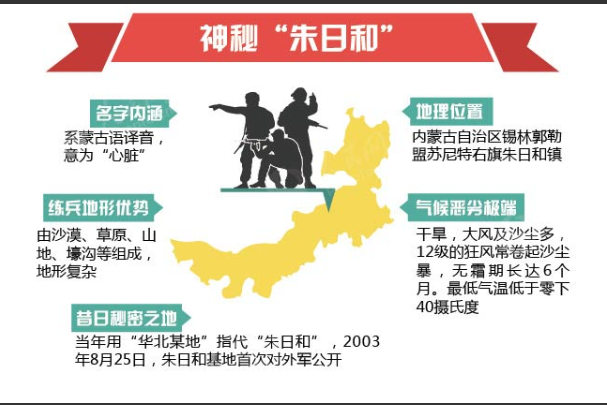 神秘“朱日和”
名字内涵
系蒙古语译音，
意为“心脏”
地理位置
内蒙古自治区锡林郭勒
盟苏尼特右旗朱日和镇
练兵地形优势
由沙漠、草原、山
地、壕沟等组成，
地形复杂
气候恶劣极端
干旱，大风及沙尘多，
12级的狂风常卷起沙尘
暴，无霜期长达6个
月。最低气温低于零下
40摄氏度
昔日秘密之地
当年用“华北某地”指代“朱日和”，2003
年8月25日，朱日和基地首次对外军公开